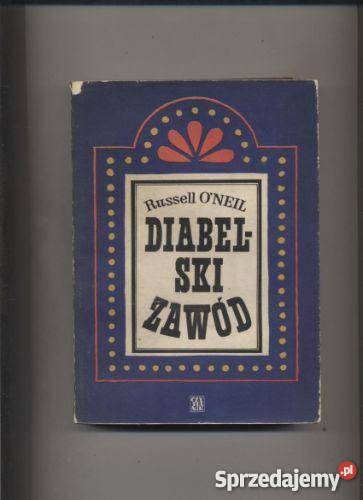 Russell O'NEIL
DIABEL-
SKI
ZAWÓD
Sprzedajemy.pl